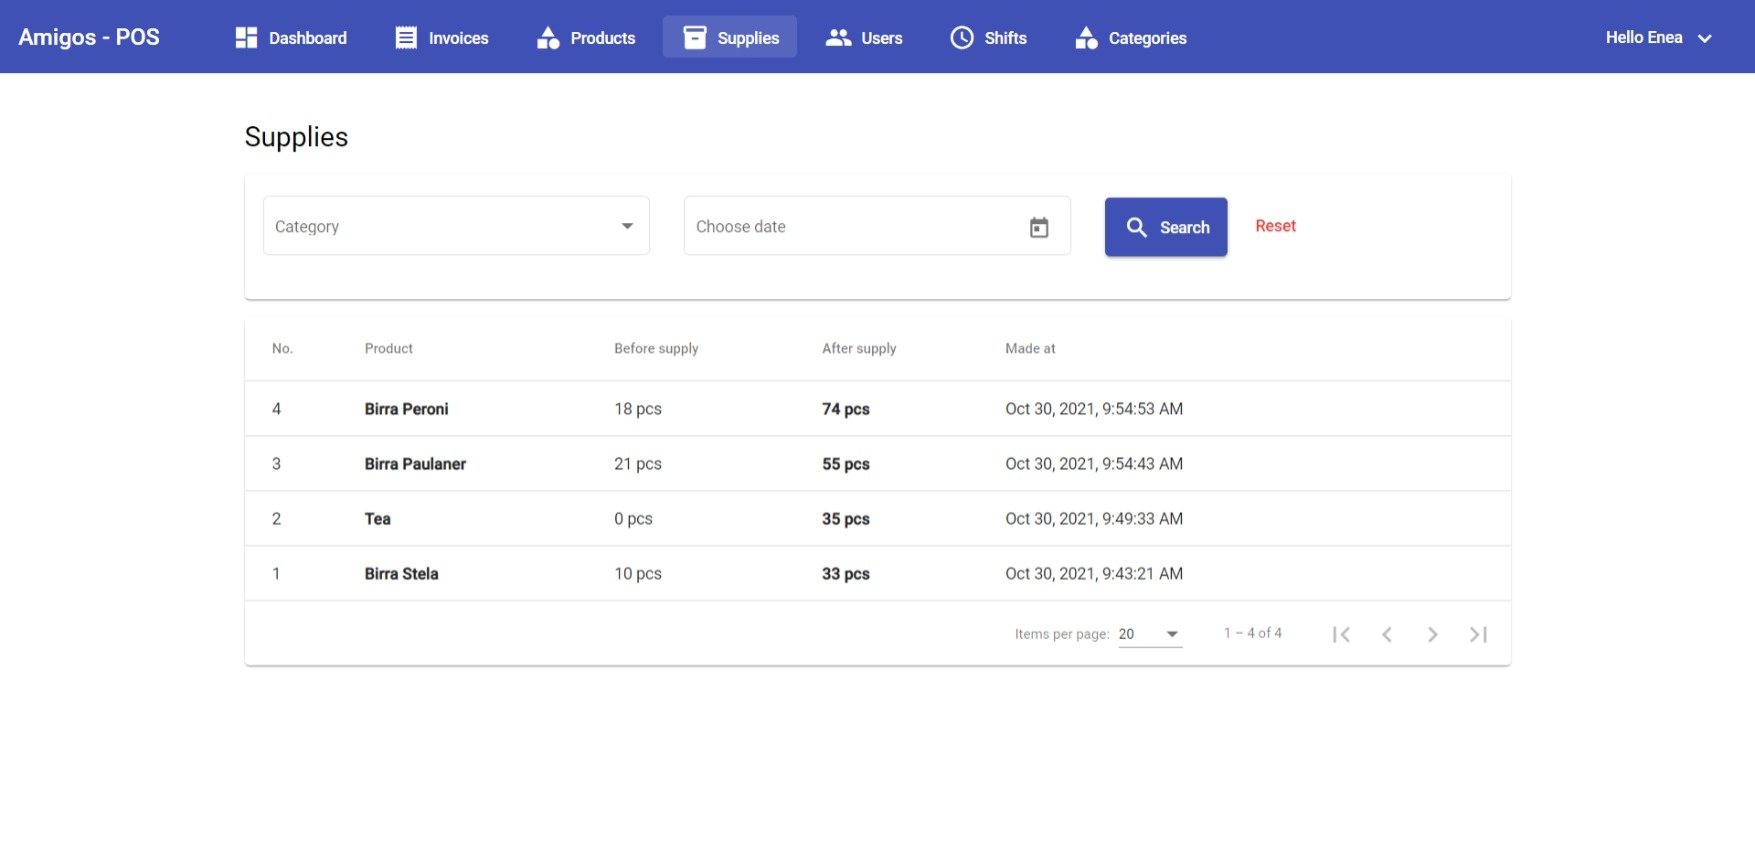 Amigos - POS Dashboard Invoices Products Supplies Users Shifts Categories Hello Enea
Supplies
Category Choose date Search Reset
No. Product Before supply After supply Made at
4 Birra Peroni 18 pcs 74 pcs Oct 30, 2021, 9:54:53 AM
3 Birra Paulaner 21 pcs 55 pcs Oct 30, 2021, 9:54:43 AM
2 Tea 0 pcs 35 pcs Oct 30, 2021, 9:49:33 AM
1 Birra Stela 10 pcs 33 pcs Oct 30, 2021, 9:43:21 AM
Items per page: 20 1 – 4 of 4